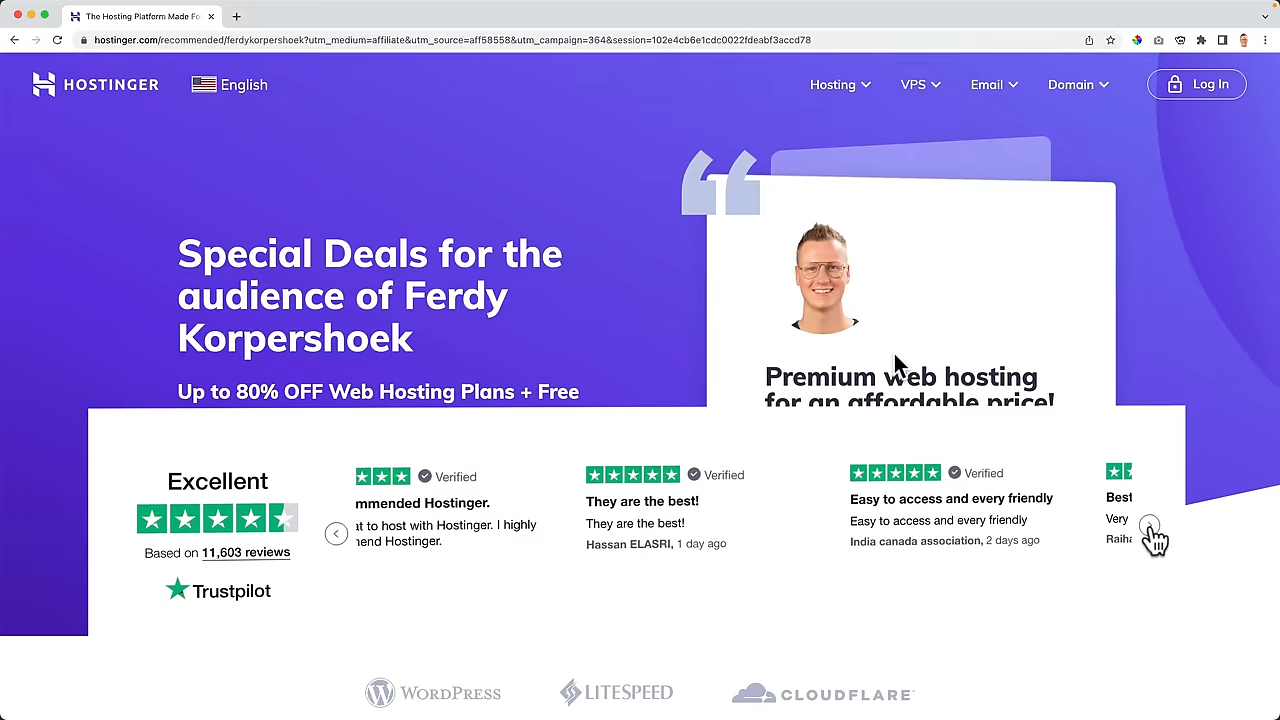 The Hosting Platform Made Fo
hostinger.com/recommended/ferdykorpershoek?utm_medium=affiliate&utm_source=aff58558&utm_campaign=364&session=102e4cb6e1cdc0022fdeabf3accd78
HOSTINGER
English
Hosting
VPS
Email
Domain
Log In
Special Deals for the
audience of Ferdy
Korpershoek
Up to 80% OFF Web Hosting Plans + Free
Premium web hosting
for an affordable price!
Excellent
Based on 11,603 reviews
Trustpilot
Verified
mmended Hostinger.
at to host with Hostinger. I highly
nend Hostinger.
Verified
They are the best!
They are the best!
Hassan ELASRI, 1 day ago
Verified
Easy to access and every friendly
Easy to access and every friendly
India canada association, 2 days ago
Best
Very
Raiha
WORDPRESS
LITESPEED
CLOUDFLARE